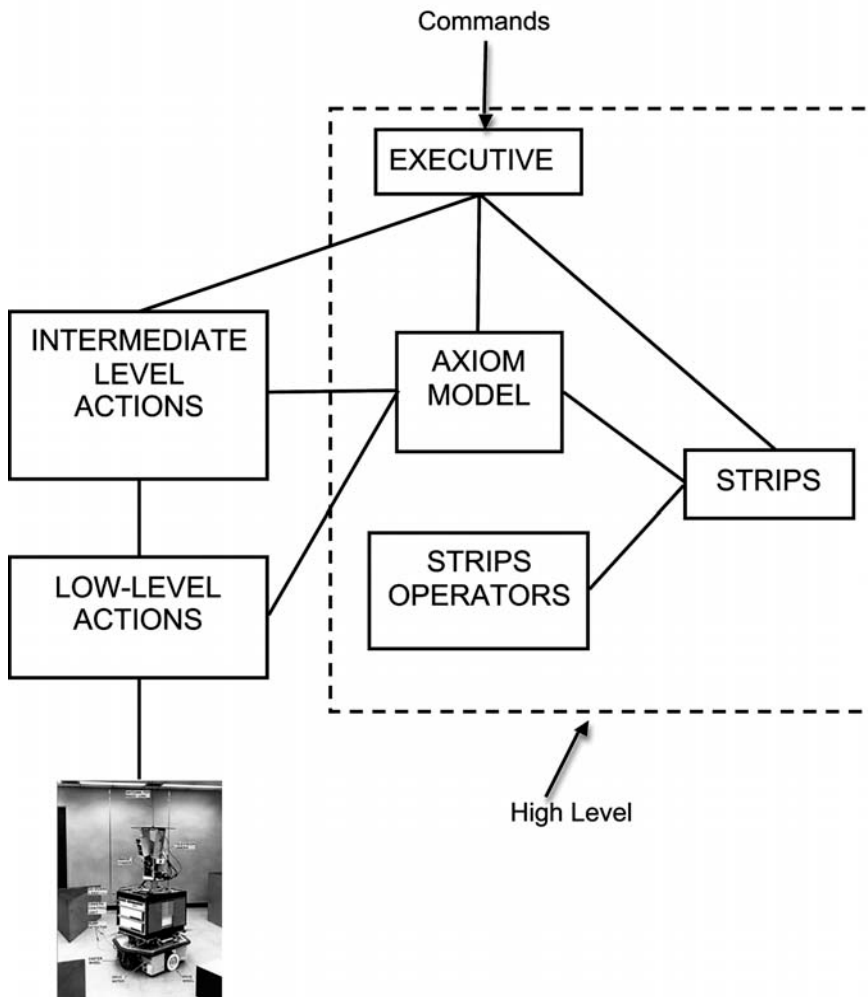 Commands
EXECUTIVE
INTERMEDIATE
LEVEL
ACTIONS
AXIOM
MODEL
STRIPS
LOW-LEVEL
ACTIONS
STRIPS
OPERATORS
High Level